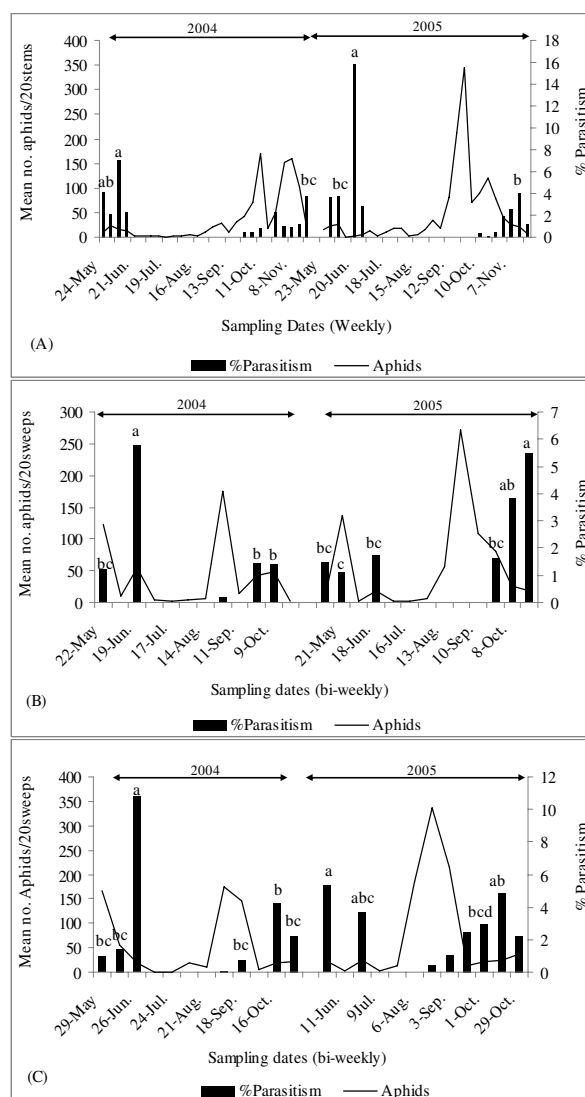 2004 2005
400 18
350 16
300 14
250 12
200 10
150 8
100 6
50 4
0 2
0
Mean no. aphids/20stems
% Parasitism
ab a bc a b
24-May 21-Jun. 19-Jul. 16-Aug. 13-Sep. 11-Oct. 8-Nov. 23-May 20-Jun. 18-Jul. 15-Aug. 12-Sep. 10-Oct. 7-Nov.
Sampling Dates (Weekly)
(A)
%Parasitism Aphids
2004 2005
300 7
250 6
200 5
150 4
100 3
50 2
0 1
0
Mean no. aphids/20sweeps
% Parasitism
bc a b b bc c bc bc ab a
22-May 19-Jun. 17-Jul. 14-Aug. 11-Sep. 9-Oct. 21-May 18-Jun. 16-Jul. 13-Aug. 10-Sep. 8-Oct.
Sampling dates (bi-weekly)
(B)
%Parasitism Aphids
2004 2005
400 12
350 10
300 8
250 6
200 4
150 2
100 0
50
0
Mean no. Aphids/20sweeps
% Parasitism
bc bc a bc b bc a abc bcd ab
29-May 26-Jun. 24-Jul. 21-Aug. 18-Sep. 16-Oct. 11-Jun. 9-Jul. 6-Aug. 3-Sep. 1-Oct. 29-Oct.
Sampling dates (bi-weekly)
(C)
%Parasitism Aphids